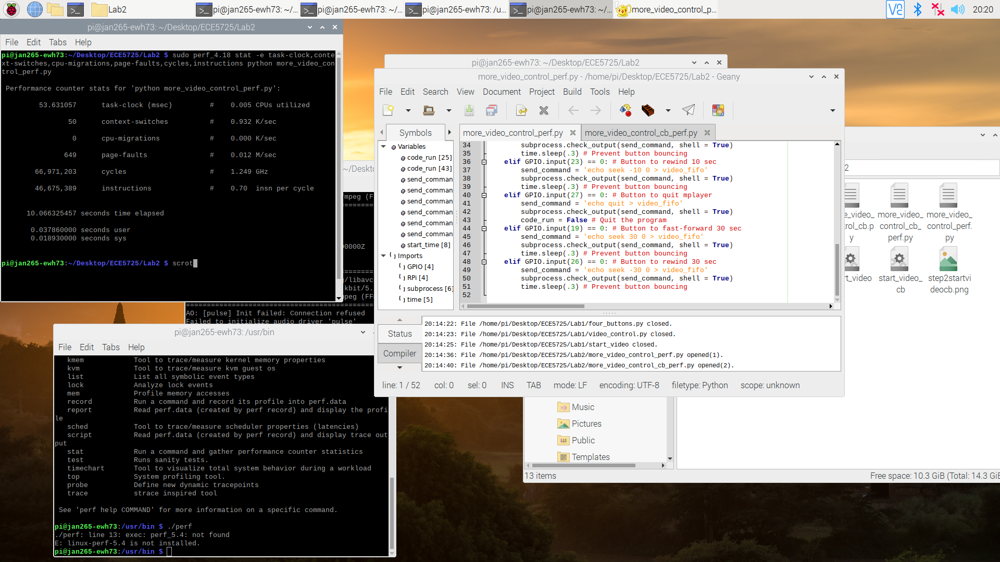 Lab2
pi@jan265-ewh73: ~/...
pi@jan265-ewh73: ~/...
pi@jan265-ewh73: /u...
pi@jan265-ewh73: ~/...
more_video_control_p...
20:20
pi@jan265-ewh73: ~/Desktop/ECE5725/Lab2
File Edit Tabs Help
pi@jan265-ewh73:~/Desktop/ECE5725/Lab2 $ sudo perf_4.18 stat -e task-clock,conte
xt-switches,cpu-migrations,page-faults,cycles,instructions python more_video_con
trol_perf.py
Performance counter stats for 'python more_video_control_perf.py':
53.631057 task-clock (msec) # 0.005 CPUs utilized
50 context-switches # 0.932 K/sec
0 cpu-migrations # 0.000 K/sec
649 page-faults # 0.012 M/sec
66,971,203 cycles # 1.249 GHz
46,675,389 instructions # 0.70 insn per cycle
10.066325457 seconds time elapsed
0.037860000 seconds user
0.018930000 seconds sys
pi@jan265-ewh73:~/Desktop/ECE5725/Lab2 $ scrot
pi@jan265-ewh73: ~/Desktop/ECE5725/Lab2
more_video_control_perf.py - /home/pi/Desktop/ECE5725/Lab2 - Geany
File Edit Search View Document Project Build Tools Help
Symbols
more_video_control_perf.py
more_video_control_cb_perf.py
Variables
code_run [25]
code_run [43]
send_comman
send_comman
send_comman
send_comman
send_comman
send_comman
start_time [8]
Imports
GPIO [4]
RPi [4]
subprocess [6]
time [5]
34 subprocess.check_output(send_command, shell = True)
35 time.sleep(.3) # Prevent button bouncing
36 elif GPIO.input(23) == 0: # Button to rewind 10 sec
37 send_command = 'echo seek -10 0 > video_fifo'
38 subprocess.check_output(send_command, shell = True)
39 time.sleep(.3) # Prevent button bouncing
40 elif GPIO.input(27) == 0: # Button to quit mplayer
41 send_command = 'echo quit > video_fifo'
42 subprocess.check_output(send_command, shell = True)
43 code_run = False # Quit the program
44 elif GPIO.input(19) == 0: # Button to fast-forward 30 sec
45 send_command = 'echo seek 30 0 > video_fifo'
46 subprocess.check_output(send_command, shell = True)
47 time.sleep(.3) # Prevent button bouncing
48 elif GPIO.input(26) == 0: # Button to rewind 30 sec
49 send_command = 'echo seek -30 0 > video_fifo'
50 subprocess.check_output(send_command, shell = True)
51 time.sleep(.3) # Prevent button bouncing
52
Status
Compiler
20:14:22: File /home/pi/Desktop/ECE5725/Lab1/four_buttons.py closed.
20:14:23: File /home/pi/Desktop/ECE5725/Lab1/video_control.py closed.
20:14:25: File /home/pi/Desktop/ECE5725/Lab1/start_video closed.
20:14:36: File /home/pi/Desktop/ECE5725/Lab2/more_video_control_perf.py opened(1).
20:14:40: File /home/pi/Desktop/ECE5725/Lab2/more_video_control_cb_perf.py opened(2).
line: 1 / 52 col: 0 sel: 0 INS TAB mode: LF encoding: UTF-8 filetype: Python scope: unknown
~/Deskto
mpeg (F
00000Z
g/libavc
kbit/5.
mpeg (FF
AO: [pulse] Init failed: Connection refused
Failed to initialize audio driver 'pulse'
2
e_video_
rol_cb.p
y
more_video_
control_cb_
perf.py
more_video_
control_perf.
py
rt_video
start_video_
cb
step2startvi
deocb.png
Music
Pictures
Public
Templates
13 items
Free space: 10.3 GiB (Total: 14.3 GiE
pi@jan265-ewh73: /usr/bin
File Edit Tabs Help
kmem Tool to trace/measure kernel memory properties
kvm Tool to trace/measure kvm guest os
list List all symbolic event types
lock Analyze lock events
mem Profile memory accesses
record Run a command and record its profile into perf.data
report Read perf.data (created by perf record) and display the profi
le
sched Tool to trace/measure scheduler properties (latencies)
script Read perf.data (created by perf record) and display trace out
put
stat Run a command and gather performance counter statistics
test Runs sanity tests.
timechart Tool to visualize total system behavior during a workload
top System profiling tool.
probe Define new dynamic tracepoints
trace strace inspired tool
See 'perf help COMMAND' for more information on a specific command.
pi@jan265-ewh73:/usr/bin $ ./perf
./perf: line 13: exec: perf_5.4: not found
E: linux-perf-5.4 is not installed.
pi@jan265-ewh73:/usr/bin $